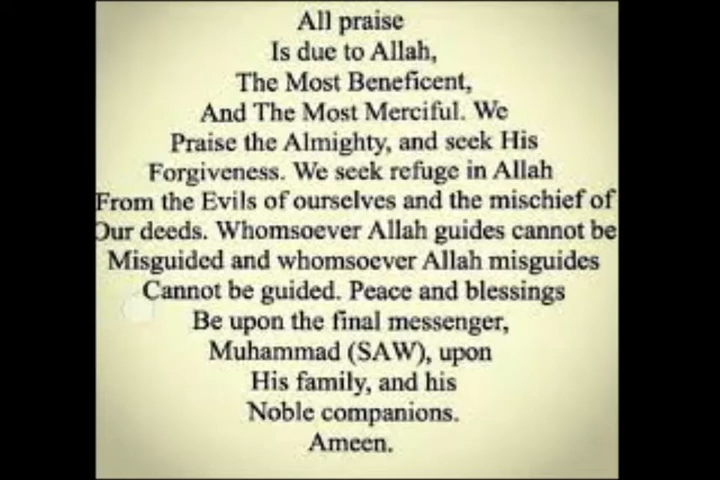 All praise
Is due to Allah,
The Most Beneficent,
And The Most Merciful. We
Praise the Almighty, and seek His
Forgiveness. We seek refuge in Allah
From the Evils of ourselves and the mischief of
Our deeds. Whomsoever Allah guides cannot be
Misguided and whomsoever Allah misguides
Cannot be guided. Peace and blessings
Be upon the final messenger,
Muhammad (SAW), upon
His family, and his
Noble companions.
Ameen.